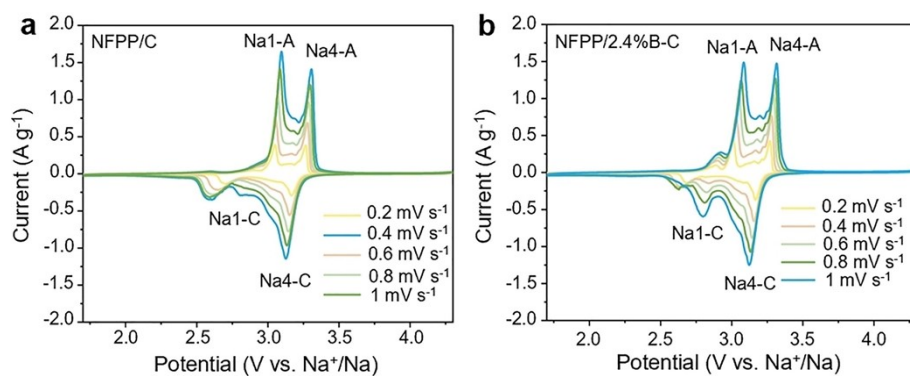 a
NFPP/C
Na1-A
Na4-A
Na1-C
Na4-C
0.2 mV s⁻¹
0.4 mV s⁻¹
0.6 mV s⁻¹
0.8 mV s⁻¹
1 mV s⁻¹
Current (A g⁻¹)
2.0
1.5
1.0
0.5
0.0
-0.5
-1.0
-1.5
-2.0
2.0 2.5 3.0 3.5 4.0
Potential (V vs. Na⁺/Na)
b
NFPP/2.4%B-C
Na1-A
Na4-A
Na1-C
Na4-C
0.2 mV s⁻¹
0.4 mV s⁻¹
0.6 mV s⁻¹
0.8 mV s⁻¹
1 mV s⁻¹
Current (A g⁻¹)
2.0
1.5
1.0
0.5
0.0
-0.5
-1.0
-1.5
-2.0
2.0 2.5 3.0 3.5 4.0
Potential (V vs. Na⁺/Na)